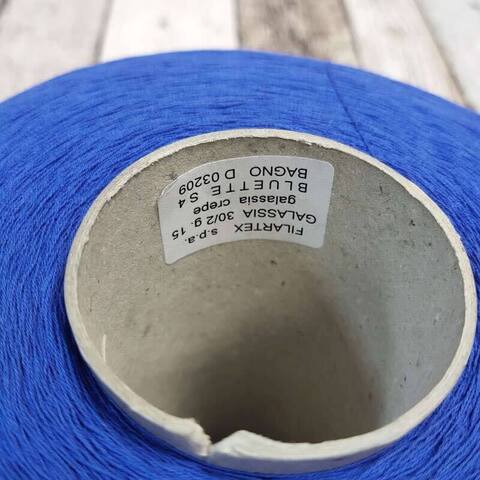 FILARTEX s.p.a.
GALASSIA 30/2 g. 15
galassia crepe
BLUETTE S 4
BAGNO D 03209